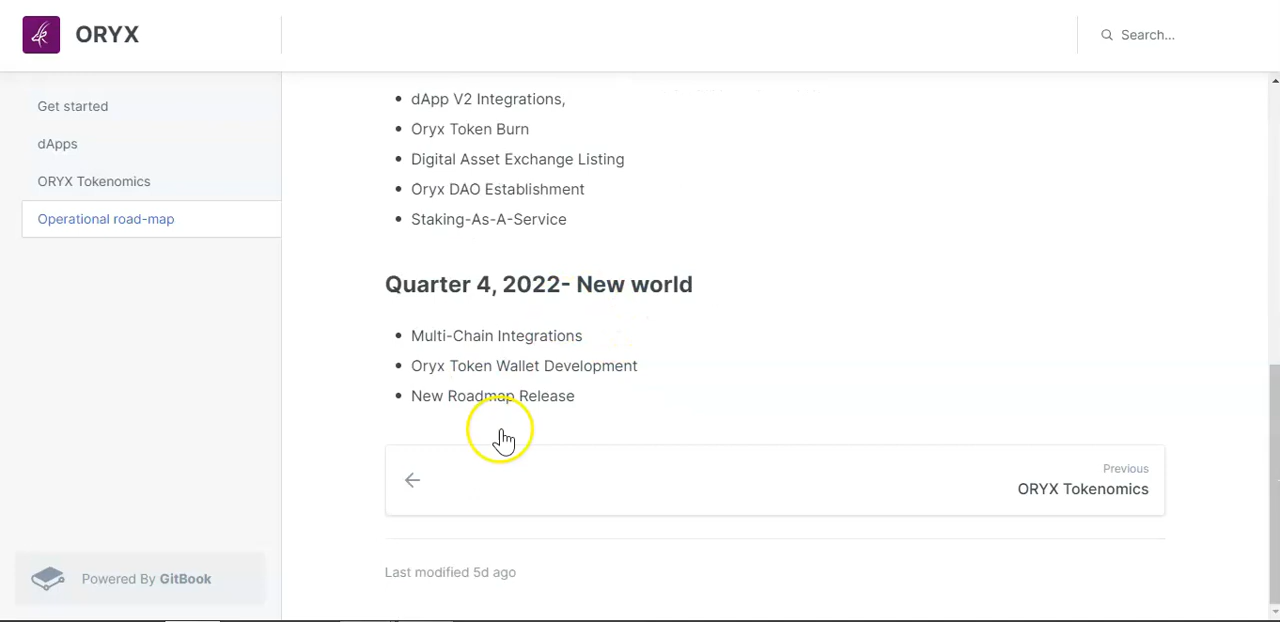 ORYX
Search...
Get started
dApps
ORYX Tokenomics
Operational road-map
dApp V2 Integrations,
Oryx Token Burn
Digital Asset Exchange Listing
Oryx DAO Establishment
Staking-As-A-Service
Quarter 4, 2022- New world
Multi-Chain Integrations
Oryx Token Wallet Development
New Roadmap Release
Previous
ORYX Tokenomics
Last modified 5d ago
Powered By GitBook